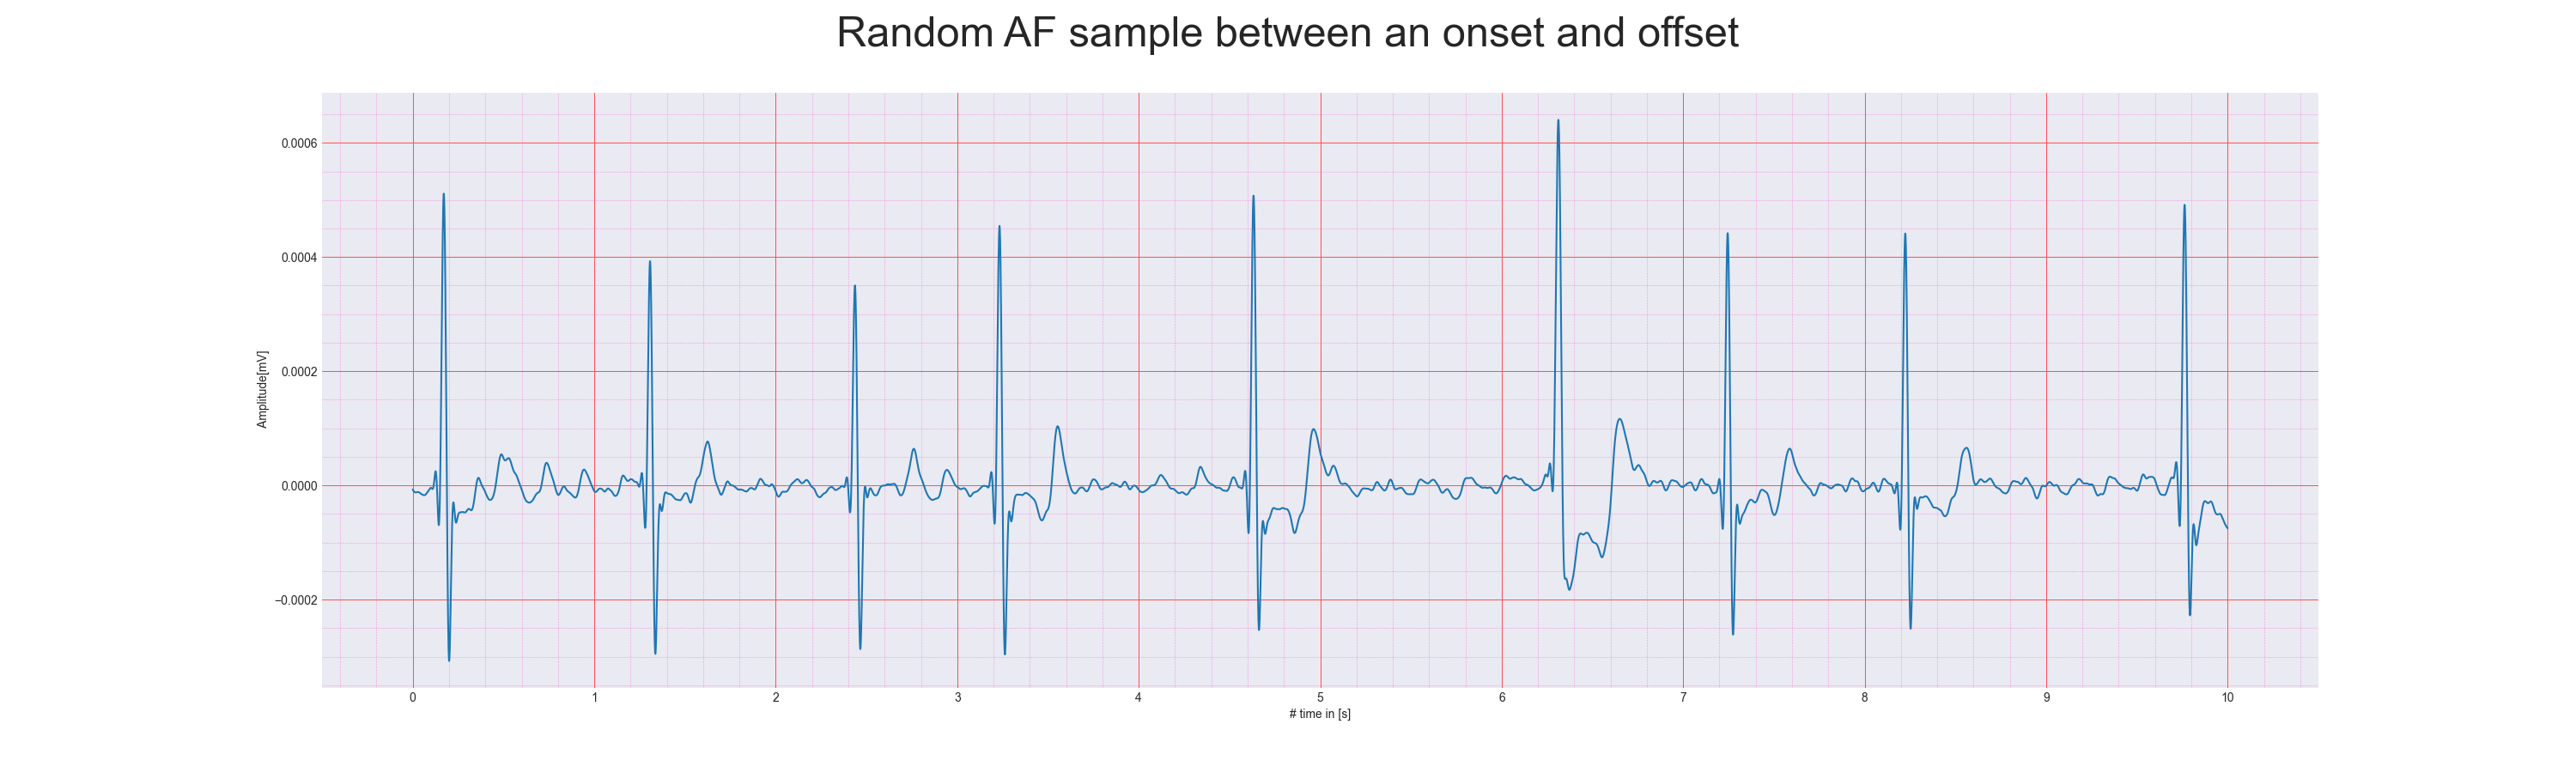 Random AF sample between an onset and offset
0.0006
0.0004
0.0002
0.0000
−0.0002
Amplitude[mV]
0 1 2 3 4 5 6 7 8 9 10
# time in [s]